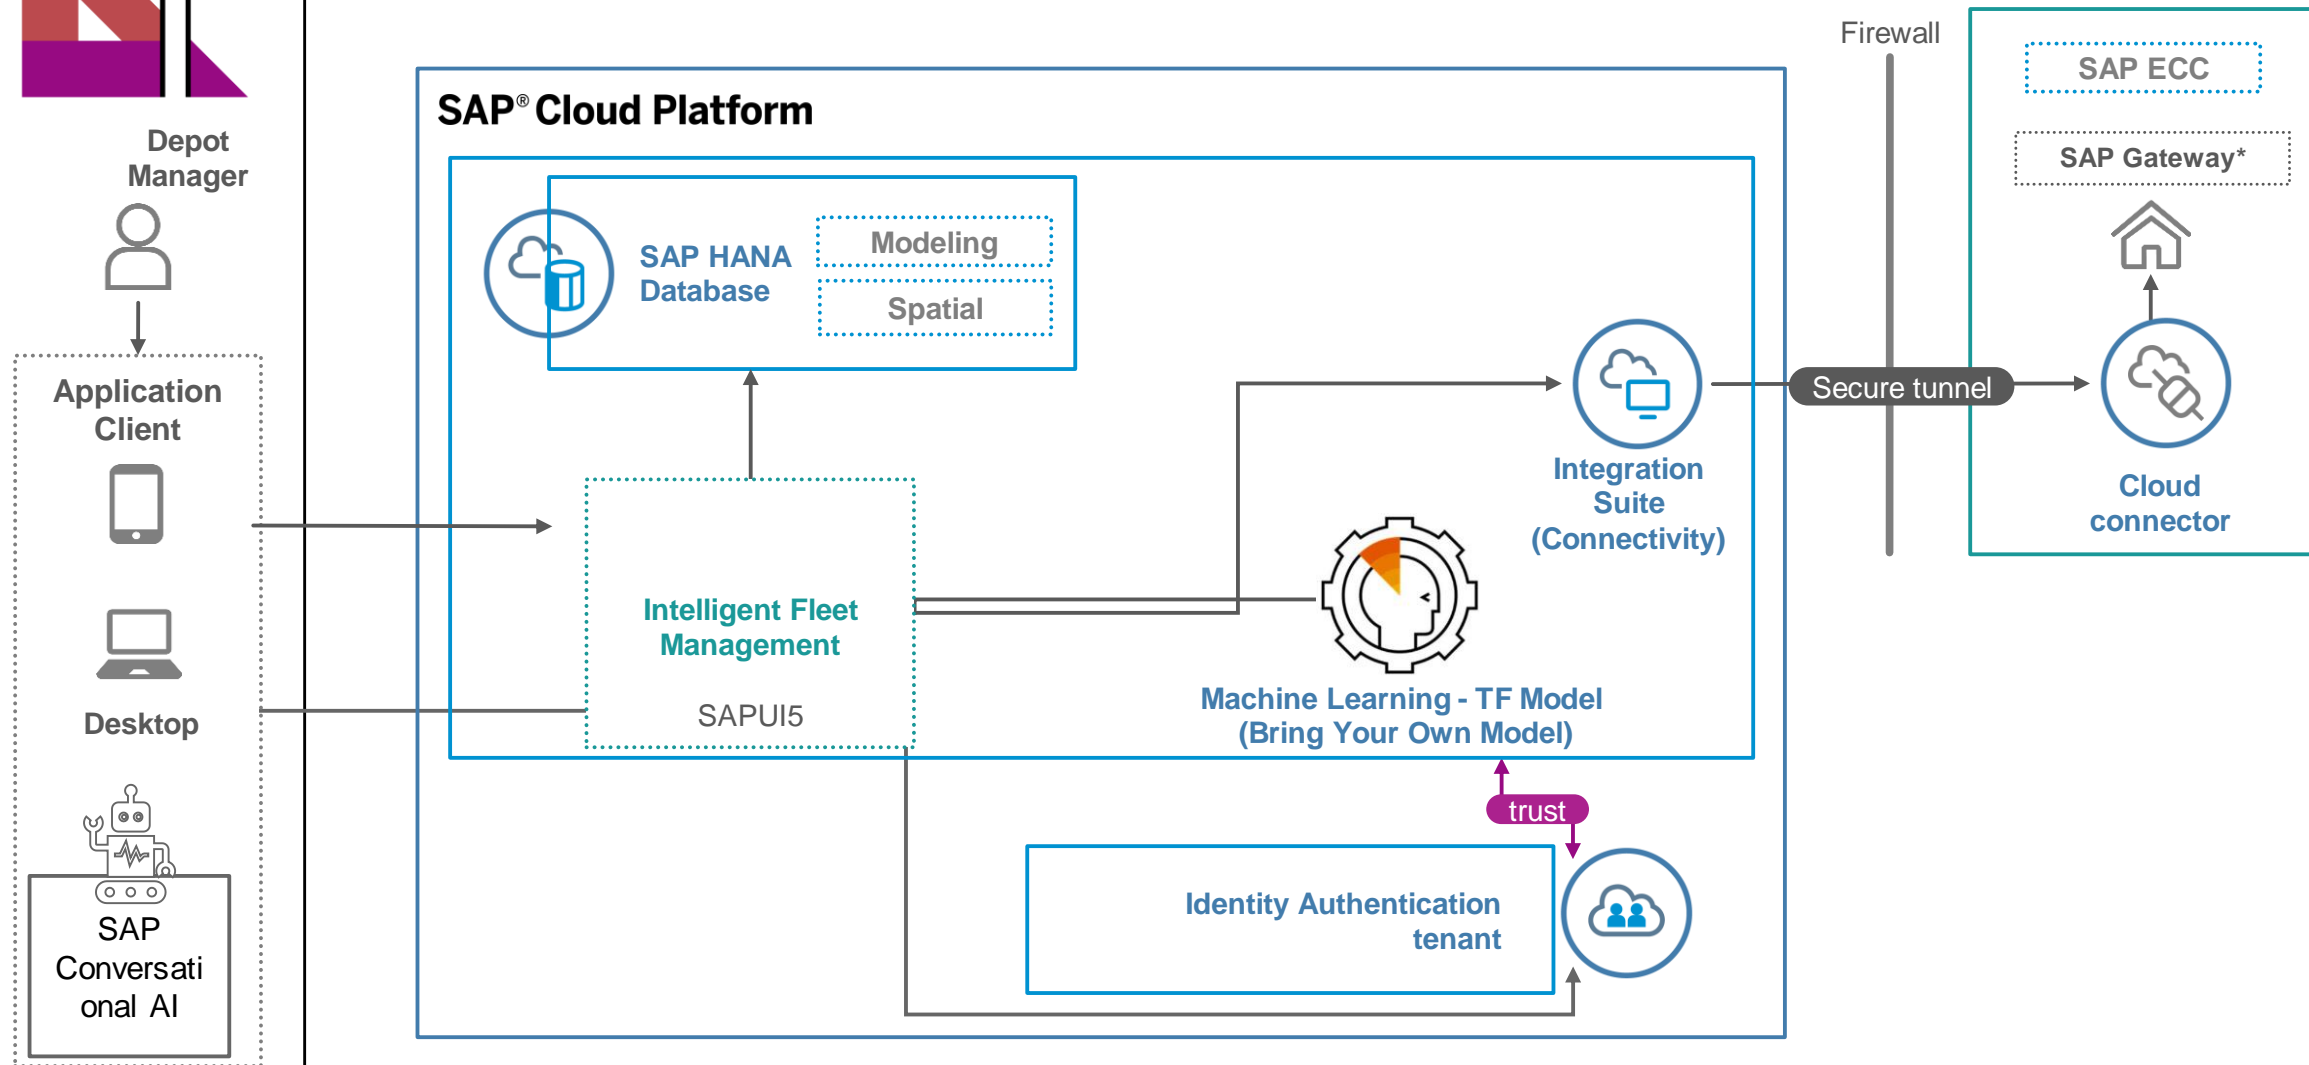 Depot
Manager
Application
Client
Desktop
SAP
Conversati
onal AI
SAP® Cloud Platform
SAP HANA
Database
Modeling
Spatial
Intelligent Fleet
Management
SAPUI5
Integration
Suite
(Connectivity)
Machine Learning - TF Model
(Bring Your Own Model)
trust
Identity Authentication
tenant
Firewall
Secure tunnel
SAP ECC
SAP Gateway*
Cloud
connector